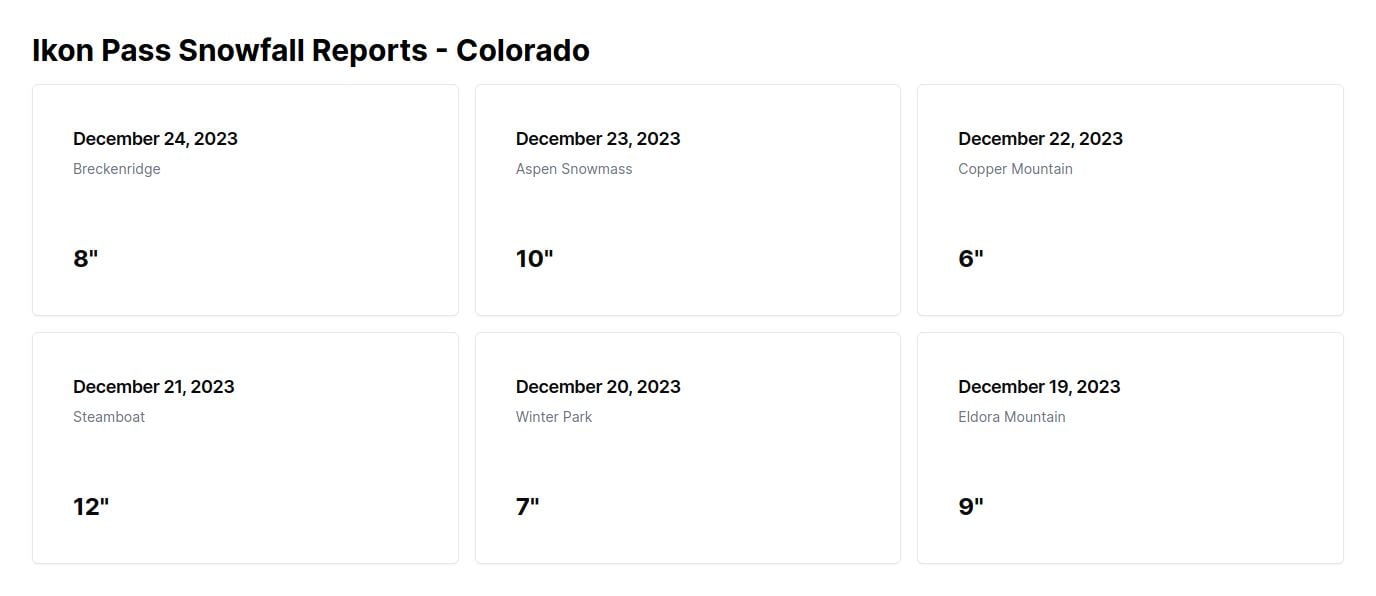 Ikon Pass Snowfall Reports - Colorado
December 24, 2023
Breckenridge
8"
December 23, 2023
Aspen Snowmass
10"
December 22, 2023
Copper Mountain
6"
December 21, 2023
Steamboat
12"
December 20, 2023
Winter Park
7"
December 19, 2023
Eldora Mountain
9"